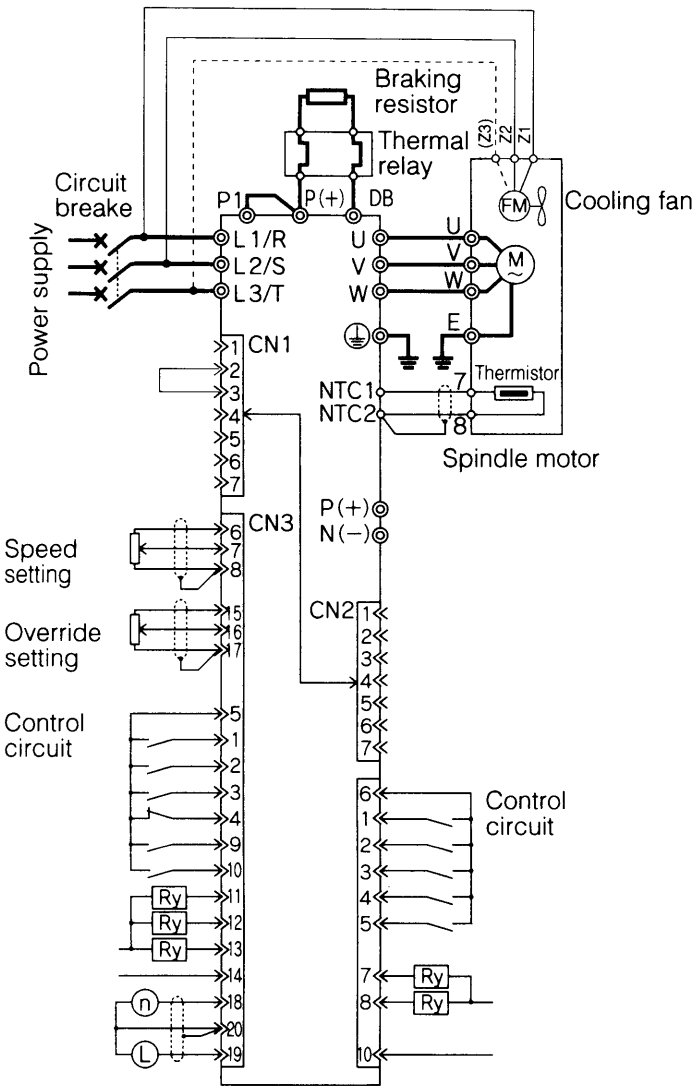 Braking
resistor
Thermal
relay
(Z3)
Z2
Z1
Circuit
breake
P1
P(+)
DB
FM
Cooling fan
Power supply
L1/R
U
U
L2/S
V
V
M
~
L3/T
W
W
E
1
CN1
2
3
NTC1
7
Thermistor
4
NTC2
8
5
6
7
Spindle motor
P(+)
N(−)
CN3
Speed
setting
6
7
8
Override
setting
15
16
17
CN2
1
2
3
4
5
6
7
Control
circuit
5
1
2
3
4
9
10
Ry
11
Ry
12
Ry
13
14
n
18
20
L
19
6
1
2
3
4
5
Control
circuit
7
Ry
8
Ry
10